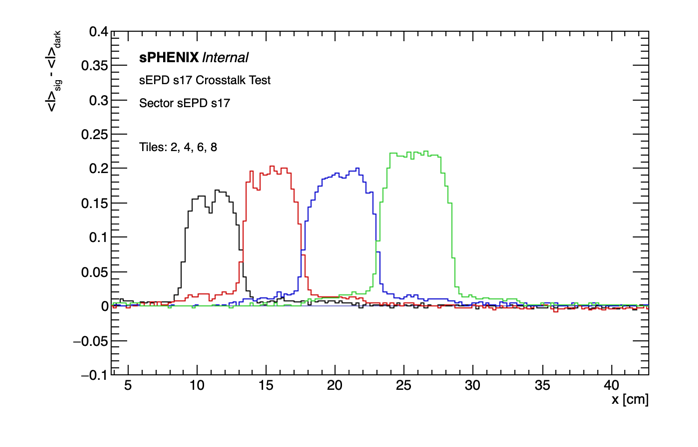 <I>sig - <I>dark
0.4
0.35
0.3
0.25
0.2
0.15
0.1
0.05
0
−0.05
−0.1
sPHENIX Internal
sEPD s17 Crosstalk Test
Sector sEPD s17
Tiles: 2, 4, 6, 8
5 10 15 20 25 30 35 40
x [cm]